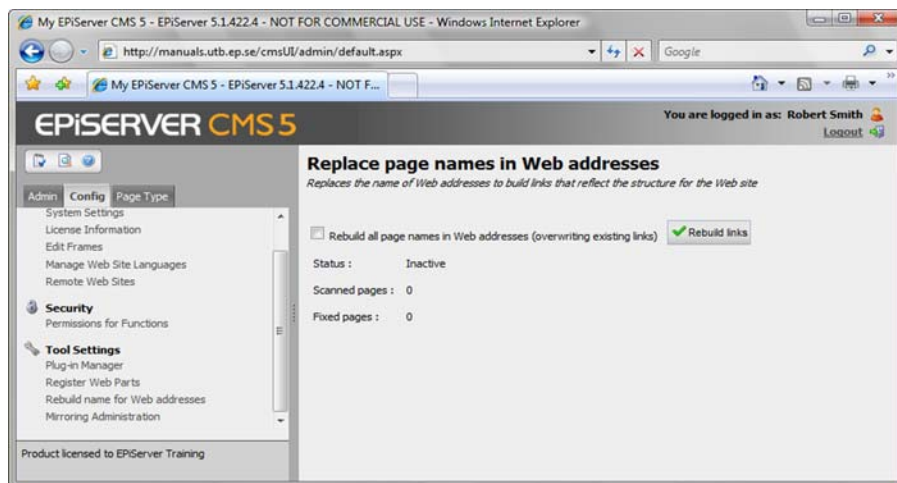 My EPiServer CMS 5 - EPiServer 5.1.422.4 - NOT FOR COMMERCIAL USE - Windows Internet Explorer
http://manuals.utb.ep.se/cmsUI/admin/default.aspx
Google
My EPiServer CMS 5 - EPiServer 5.1.422.4 - NOT F...
EPiSERVER CMS 5
You are logged in as: Robert Smith
Logout
Admin Config Page Type
System Settings
License Information
Edit Frames
Manage Web Site Languages
Remote Web Sites
Security
Permissions for Functions
Tool Settings
Plug-in Manager
Register Web Parts
Rebuild name for Web addresses
Mirroring Administration
Product licensed to EPiServer Training
Replace page names in Web addresses
Replaces the name of Web addresses to build links that reflect the structure for the Web site
Rebuild all page names in Web addresses (overwriting existing links) Rebuild links
Status : Inactive
Scanned pages : 0
Fixed pages : 0